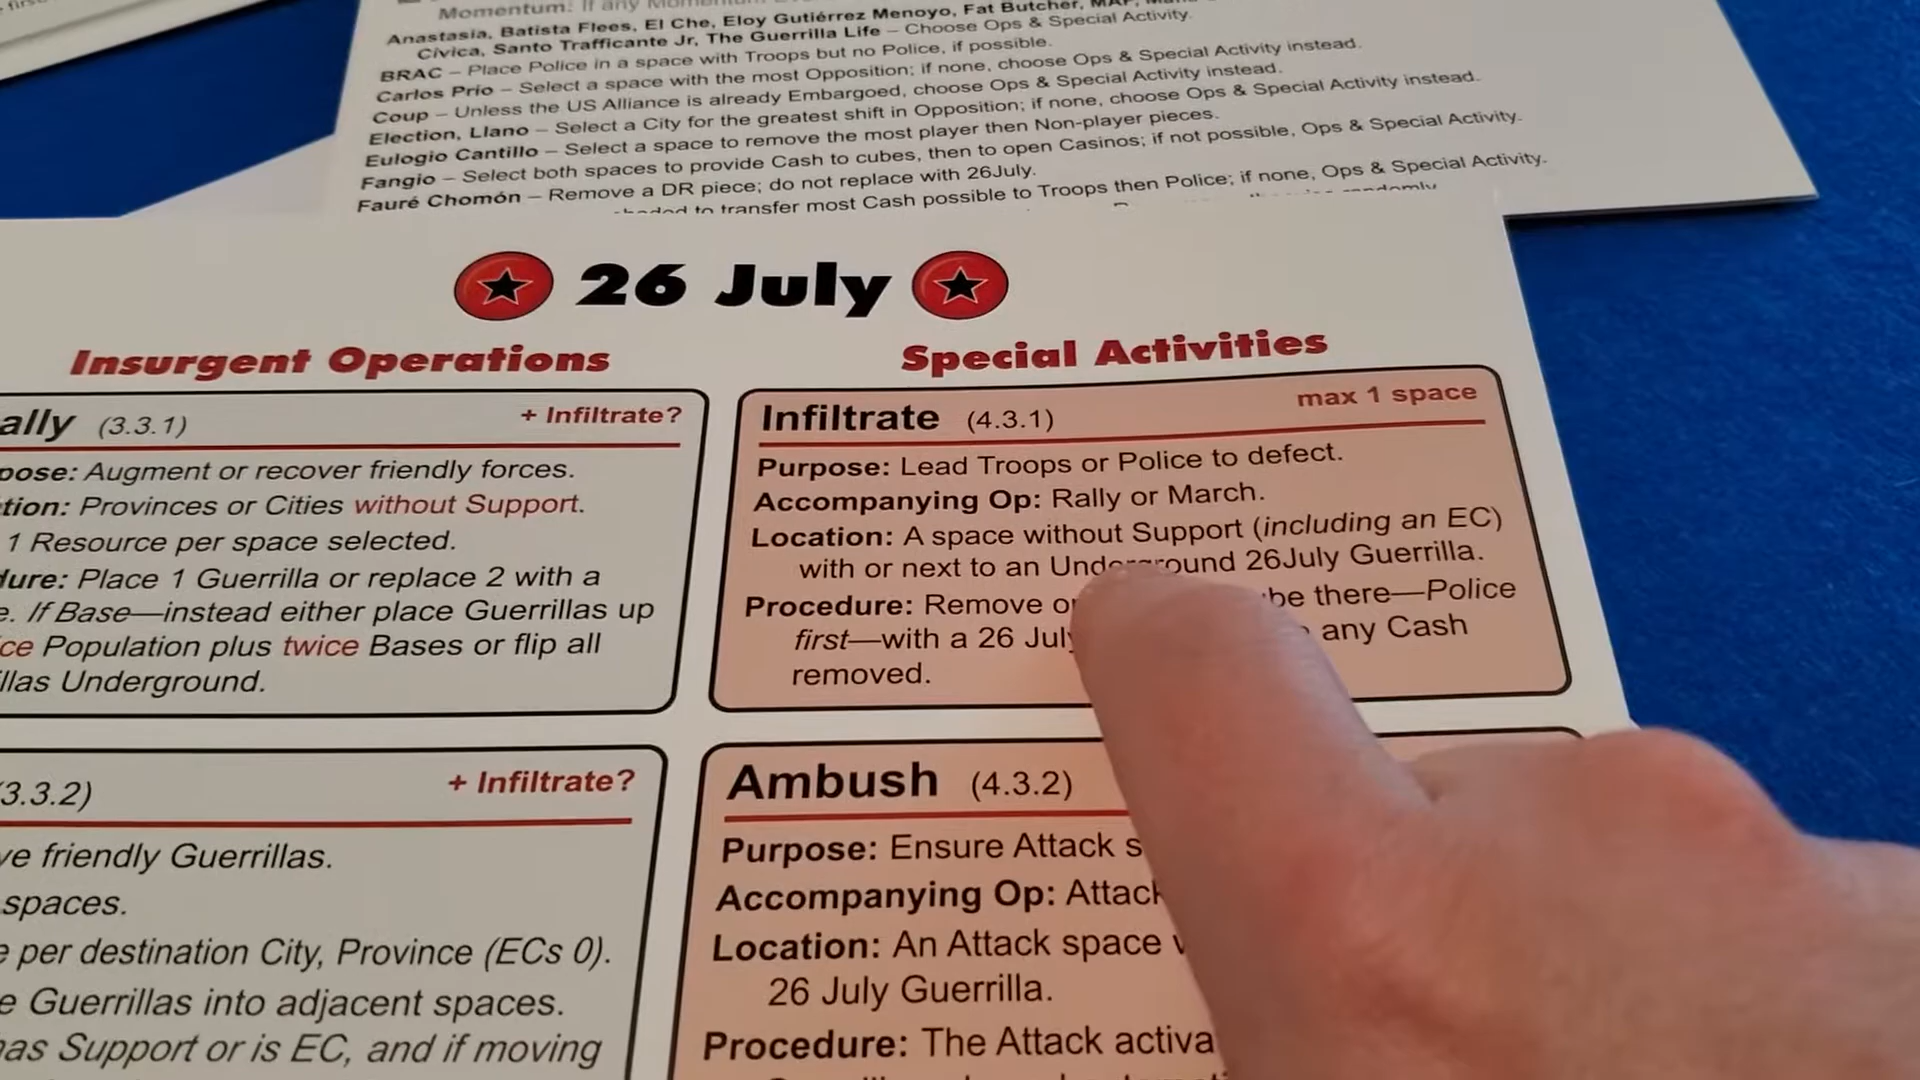 Momentum: If any Momentum
Anastasia, Batista Flees, El Che, Eloy Gutiérrez Menoyo, Fat Butcher, MAP,
Cívica, Santo Trafficante Jr, The Guerrilla Life – Choose Ops & Special Activity.
BRAC – Place Police in a space with Troops but no Police, if possible.
Carlos Prío – Select a space with the most Opposition; if none, choose Ops & Special Activity instead.
Coup – Unless the US Alliance is already Embargoed, choose Ops & Special Activity instead.
Election, Llano – Select a City for the greatest shift in Opposition; if none, choose Ops & Special Activity instead.
Eulogio Cantillo – Select a space to remove the most player then Non-player pieces.
Fangio – Select both spaces to provide Cash to cubes, then to open Casinos; if not possible, Ops & Special Activity.
Fauré Chomón – Remove a DR piece; do not replace with 26July.
to transfer most Cash possible to Troops then Police; if none, Ops & Special Activity.
randomly
26 July
Insurgent Operations
ally (3.3.1) + Infiltrate?
pose: Augment or recover friendly forces.
tion: Provinces or Cities without Support.
1 Resource per space selected.
dure: Place 1 Guerrilla or replace 2 with a
e. If Base—instead either place Guerrillas up
ce Population plus twice Bases or flip all
llas Underground.
3.3.2) + Infiltrate?
ve friendly Guerrillas.
spaces.
e per destination City, Province (ECs 0).
e Guerrillas into adjacent spaces.
has Support or is EC, and if moving
Special Activities
Infiltrate (4.3.1) max 1 space
Purpose: Lead Troops or Police to defect.
Accompanying Op: Rally or March.
Location: A space without Support (including an EC)
with or next to an Underground 26July Guerrilla.
Procedure: Remove or be there—Police
first—with a 26 July any Cash
removed.
Ambush (4.3.2)
Purpose: Ensure Attack s
Accompanying Op: Attack
Location: An Attack space
26 July Guerrilla.
Procedure: The Attack activa